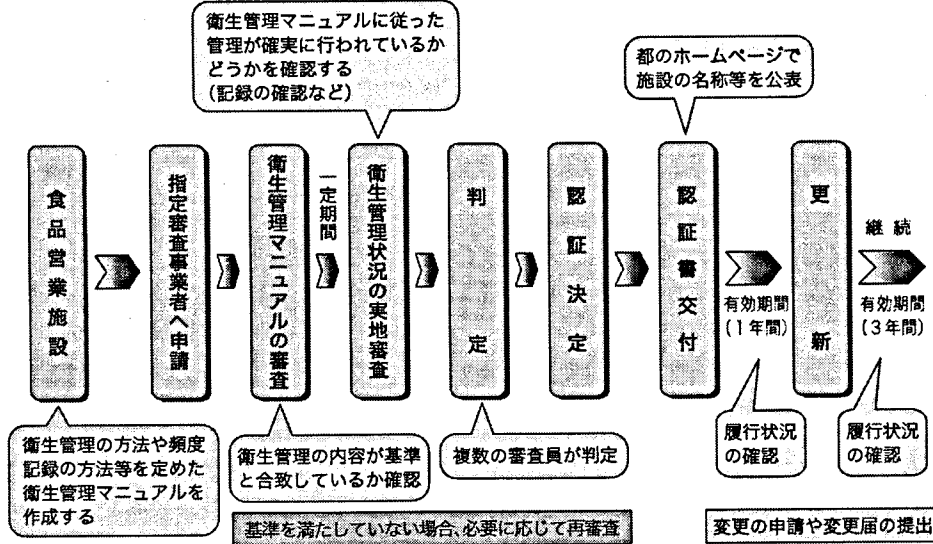 衛生管理マニュアルに従った
管理が確実に行われているか
どうかを確認する
(記録の確認など)
都のホームページで
施設の名称等を公表
食品営業施設
指定審査事業者へ申請
衛生管理マニュアルの審査
一定期間
衛生管理状況の実地審査
判定
認証決定
認証書交付
有効期間
(1年間)
更新
継続
有効期間
(3年間)
衛生管理の方法や頻度
記録の方法等を定めた
衛生管理マニュアルを
作成する
衛生管理の内容が基準
と合致しているか確認
複数の審査員が判定
履行状況
の確認
履行状況
の確認
基準を満たしていない場合、必要に応じて再審査
変更の申請や変更届の提出